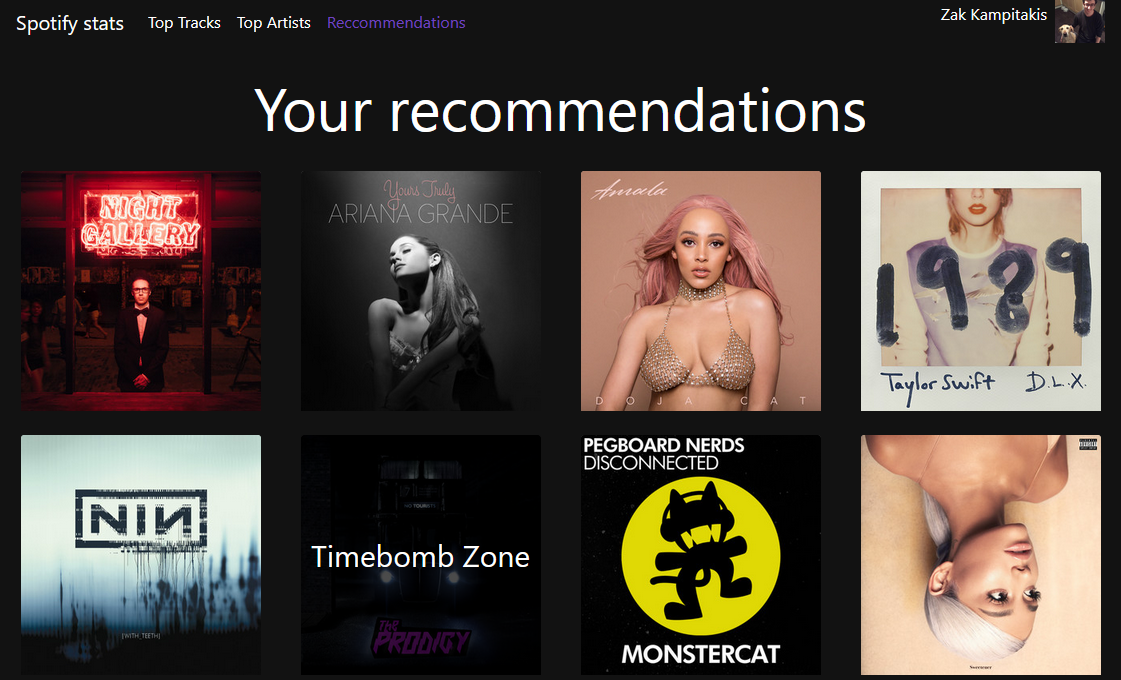 Spotify stats
Top Tracks
Top Artists
Reccommendations
Zak Kampitakis
Your recommendations
NIGHT
GALLERY
Yours Truly
ARIANA GRANDE
Amala
DOJA CAT
1989
Taylor Swift D.L.X.
NIN
[WITH_TEETH]
NO TOURISTS
Timebomb Zone
THE
PRODIGY
PEGBOARD NERDS
DISCONNECTED
MONSTERCAT
Sweetener